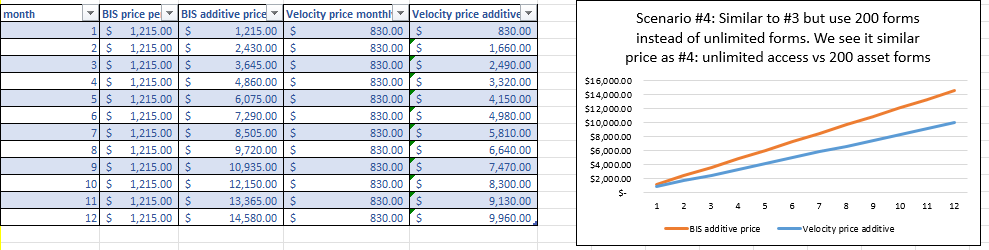 month BIS price pe BIS additive price Velocity price monthl Velocity price additive
1 $ 1,215.00 $ 1,215.00 $ 830.00 $ 830.00
2 $ 1,215.00 $ 2,430.00 $ 830.00 $ 1,660.00
3 $ 1,215.00 $ 3,645.00 $ 830.00 $ 2,490.00
4 $ 1,215.00 $ 4,860.00 $ 830.00 $ 3,320.00
5 $ 1,215.00 $ 6,075.00 $ 830.00 $ 4,150.00
6 $ 1,215.00 $ 7,290.00 $ 830.00 $ 4,980.00
7 $ 1,215.00 $ 8,505.00 $ 830.00 $ 5,810.00
8 $ 1,215.00 $ 9,720.00 $ 830.00 $ 6,640.00
9 $ 1,215.00 $ 10,935.00 $ 830.00 $ 7,470.00
10 $ 1,215.00 $ 12,150.00 $ 830.00 $ 8,300.00
11 $ 1,215.00 $ 13,365.00 $ 830.00 $ 9,130.00
12 $ 1,215.00 $ 14,580.00 $ 830.00 $ 9,960.00
Scenario #4: Similar to #3 but use 200 forms
instead of unlimited forms. We see it similar
price as #4: unlimited access vs 200 asset forms
$16,000.00
$14,000.00
$12,000.00
$10,000.00
$8,000.00
$6,000.00
$4,000.00
$2,000.00
$-
1 2 3 4 5 6 7 8 9 10 11 12
BIS additive price Velocity price additive